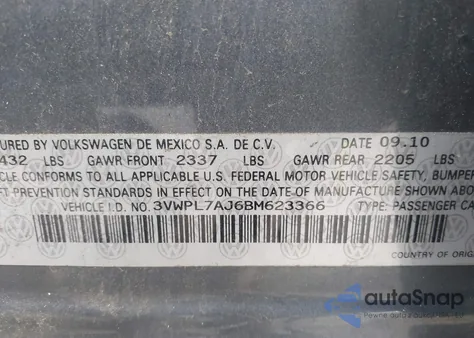 URED BY VOLKSWAGEN DE MEXICO S.A. DE C.V. DATE 09.10
432 LBS GAWR FRONT 2337 LBS GAWR REAR 2205 LBS
HICLE CONFORMS TO ALL APPLICABLE U.S. FEDERAL MOTOR VEHICLE SAFETY, BUMPER
FT PREVENTION STANDARDS IN EFFECT ON THE DATE OF MANUFACTURE SHOWN ABO
VEHICLE I.D. NO. 3VWPL7AJ6BM623366 TYPE: PASSENGER CA
COUNTRY OF ORIG
autoSnap